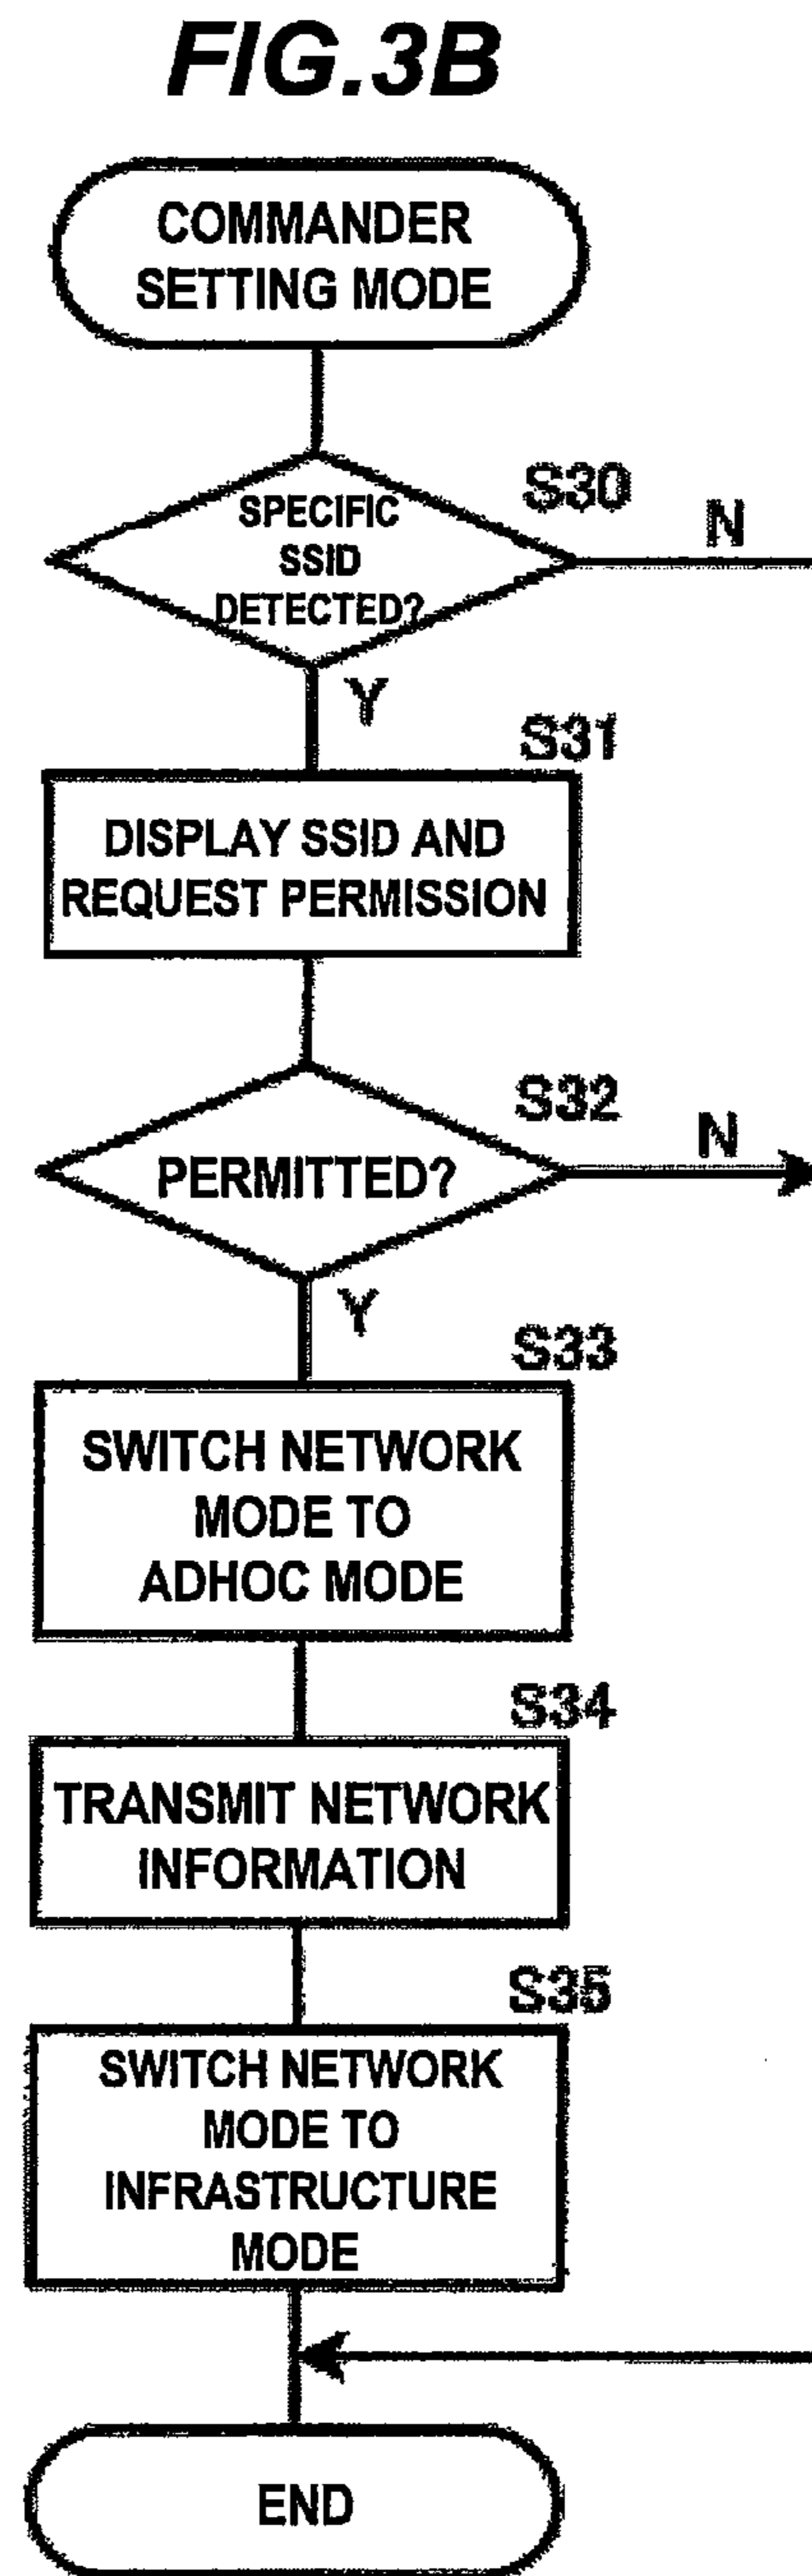 FIG.3B
COMMANDER
SETTING MODE
S30
SPECIFIC
SSID
DETECTED?
N
Y
S31
DISPLAY SSID AND
REQUEST PERMISSION
S32
PERMITTED?
N
Y
S33
SWITCH NETWORK
MODE TO
ADHOC MODE
S34
TRANSMIT NETWORK
INFORMATION
S35
SWITCH NETWORK
MODE TO
INFRASTRUCTURE
MODE
END